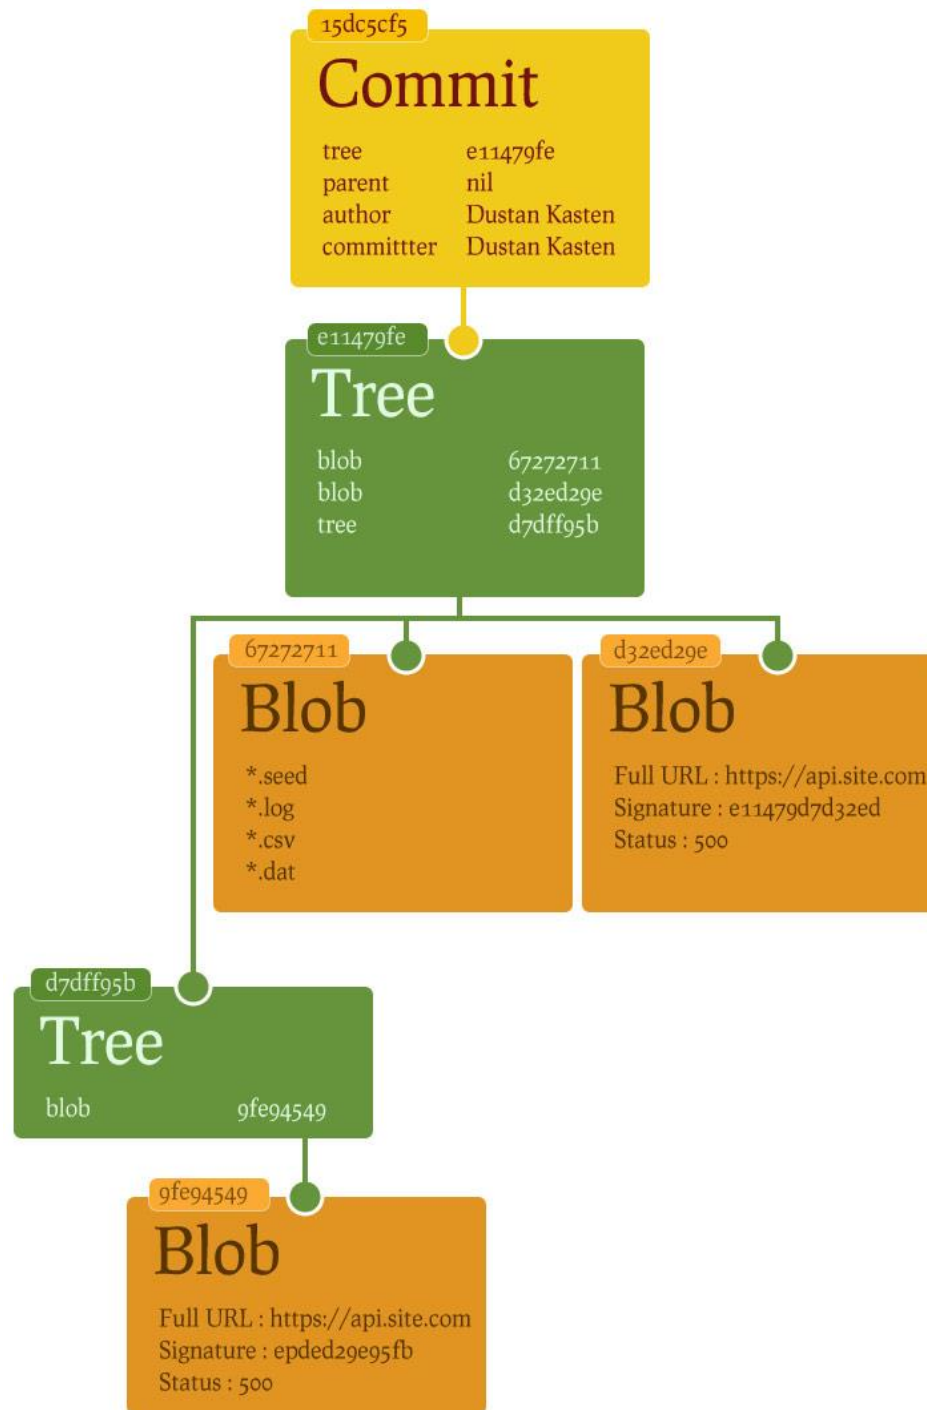 15dc5cf5
Commit
tree e11479fe
parent nil
author Dustan Kasten
committter Dustan Kasten
e11479fe
Tree
blob 67272711
blob d32ed29e
tree d7dff95b
67272711
Blob
*.seed
*.log
*.csv
*.dat
d32ed29e
Blob
Full URL : https://api.site.com
Signature : e11479d7d32ed
Status : 500
d7dff95b
Tree
blob 9fe94549
9fe94549
Blob
Full URL : https://api.site.com
Signature : epded29e95fb
Status : 500